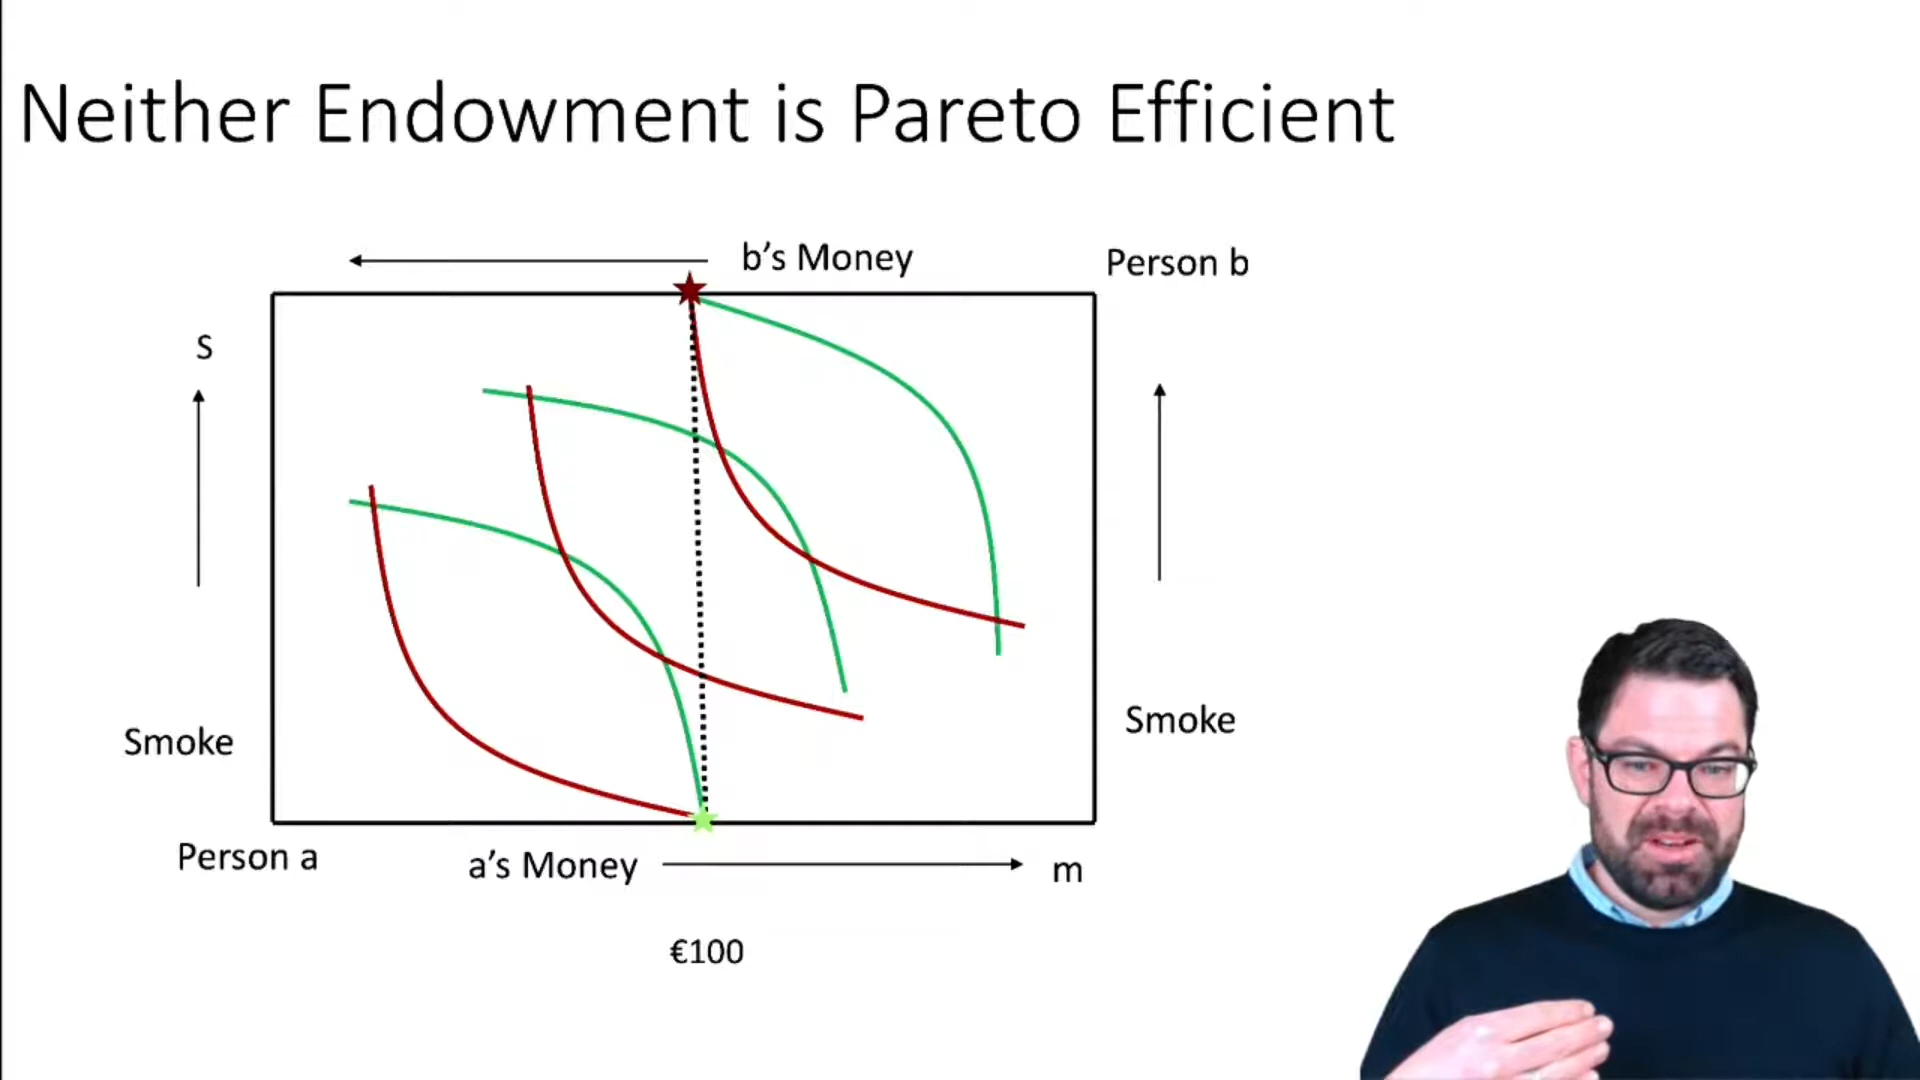 Neither Endowment is Pareto Efficient
b’s Money
Person b
S
Smoke
Smoke
Person a
a’s Money
m
€100